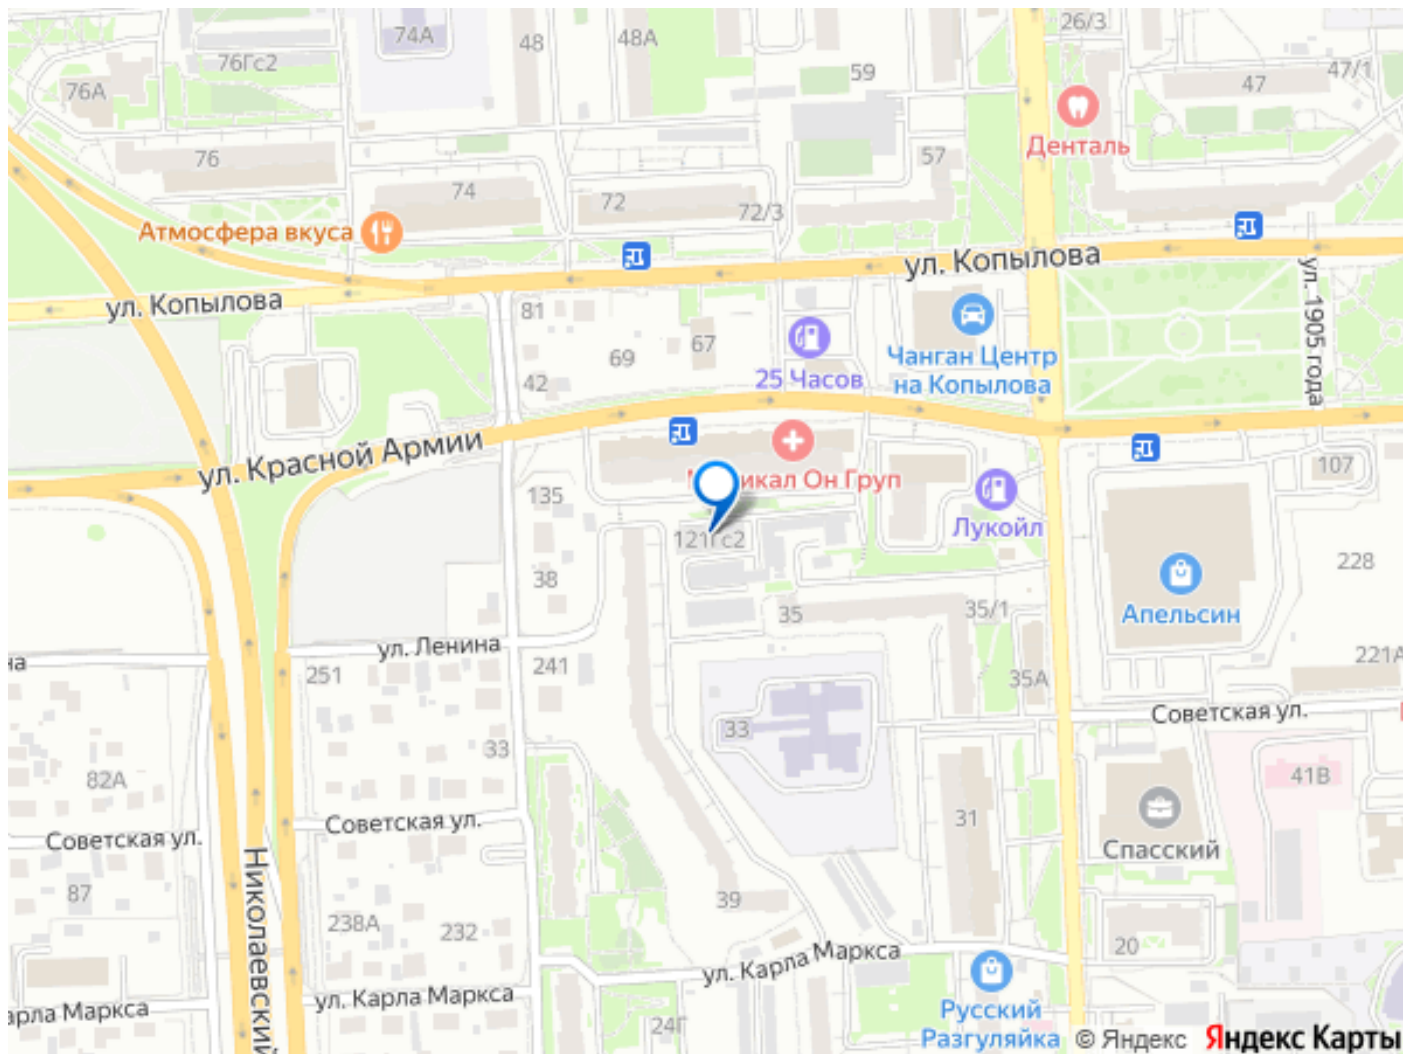 74А
48
48А
26/3
76Гс2
59
47/1
76А
47
Денталь
76
57
74
72
72/3
Атмосфера вкуса
ул. Копылова
ул. Копылова
ул. 1905 года
81
69
67
25 Часов
Чанган Центр
на Копылова
42
ул. Красной Армии
107
икал Он Груп
135
Лукойл
121Гс2
228
38
35
35/1
Апельсин
ул. Ленина
на
251
241
35А
221А
33
33
Советская ул.
82А
41В
Советская ул.
Советская ул.
31
Спасский
Николаевский
87
39
238А
232
20
ул. Карла Маркса
ул. Карла Маркса
арла Маркса
24Г
Русский
Разгуляйка
© Яндекс Яндекс Карты